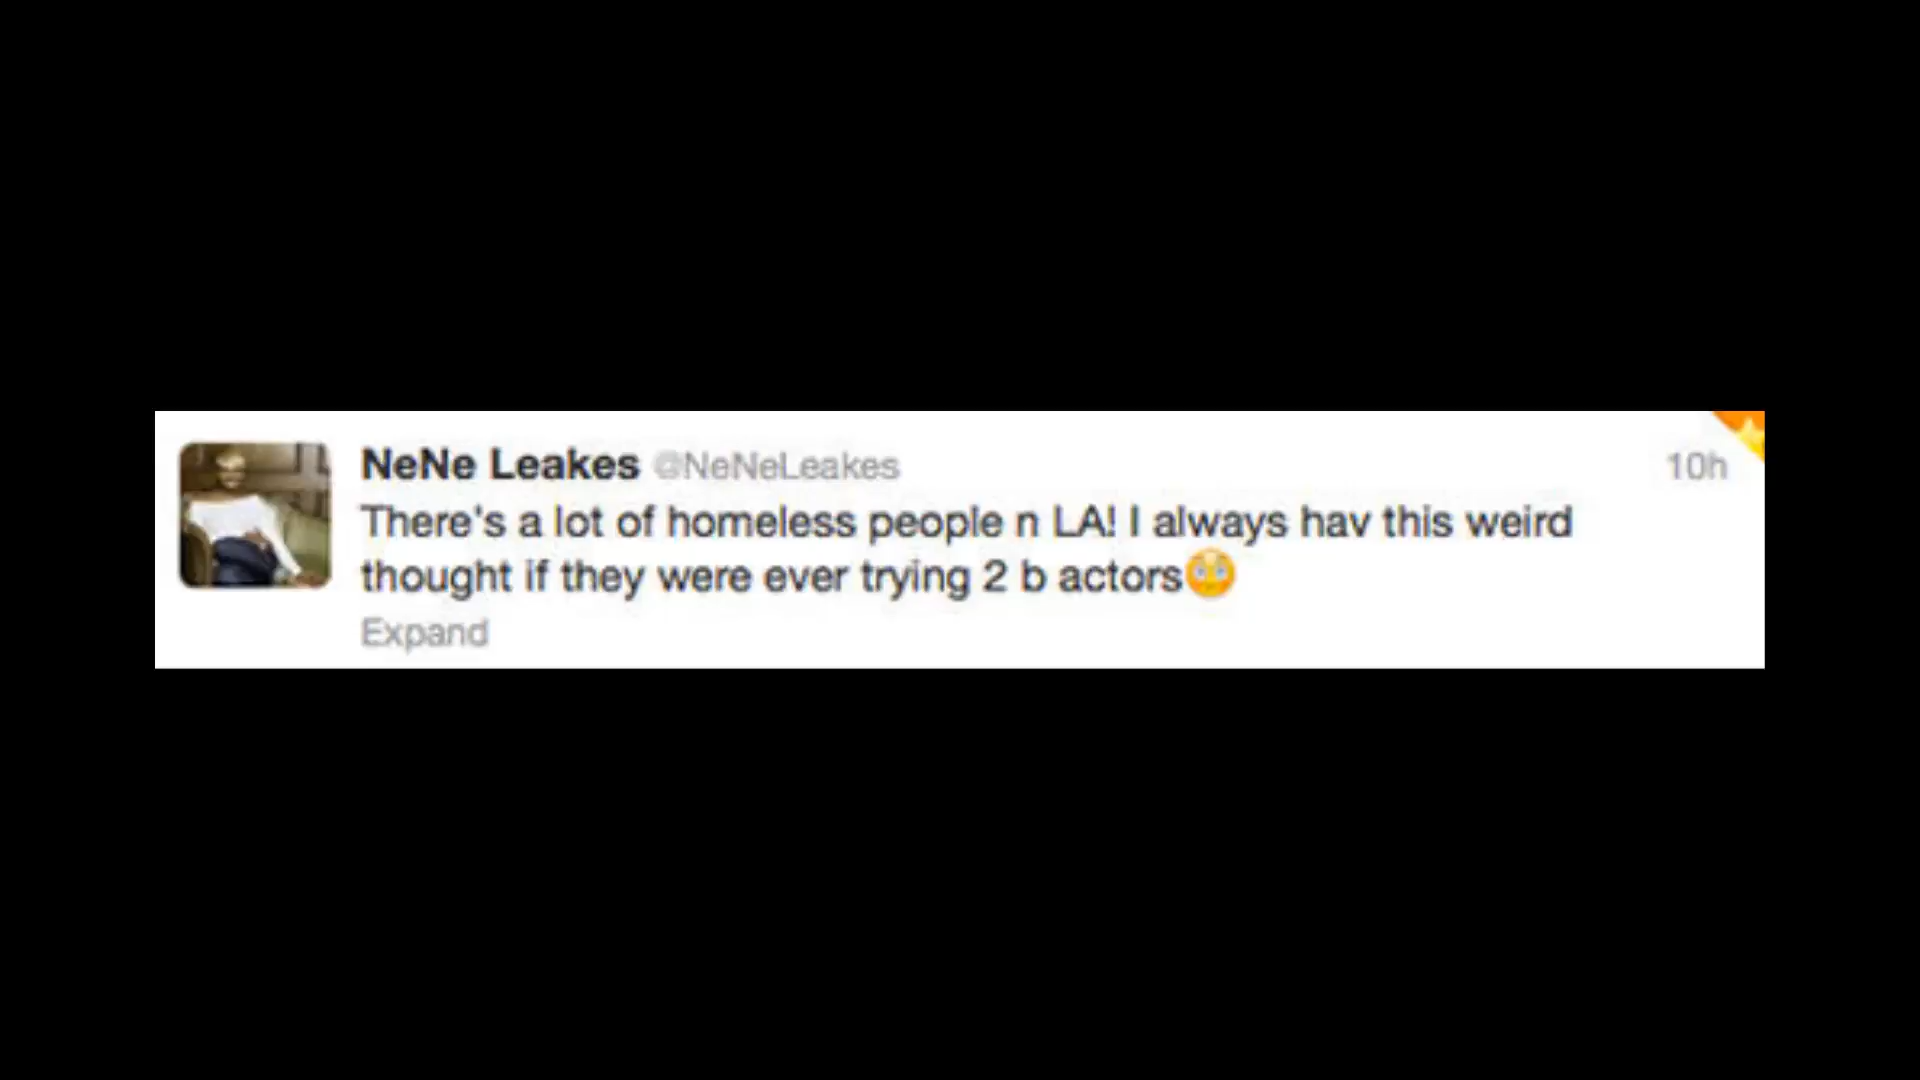 NeNe Leakes @NeNeLeakes 10h
There's a lot of homeless people n LA! I always hav this weird
thought if they were ever trying 2 b actors😳
Expand